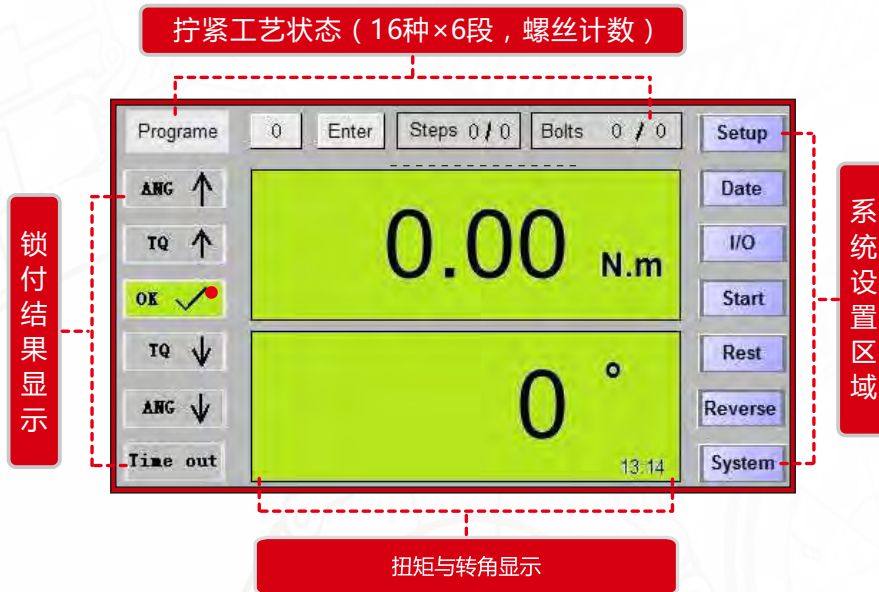 拧紧工艺状态（16种×6段，螺丝计数）
Programe 0 Enter Steps 0 / 0 Bolts 0 / 0 Setup
ANG ↑
TQ ↑
OK ✓
TQ ↓
ANG ↓
Time out
0.00 N.m
0 °
13:14
Date
I/O
Start
Rest
Reverse
System
锁付结果显示
系统设置区域
扭矩与转角显示